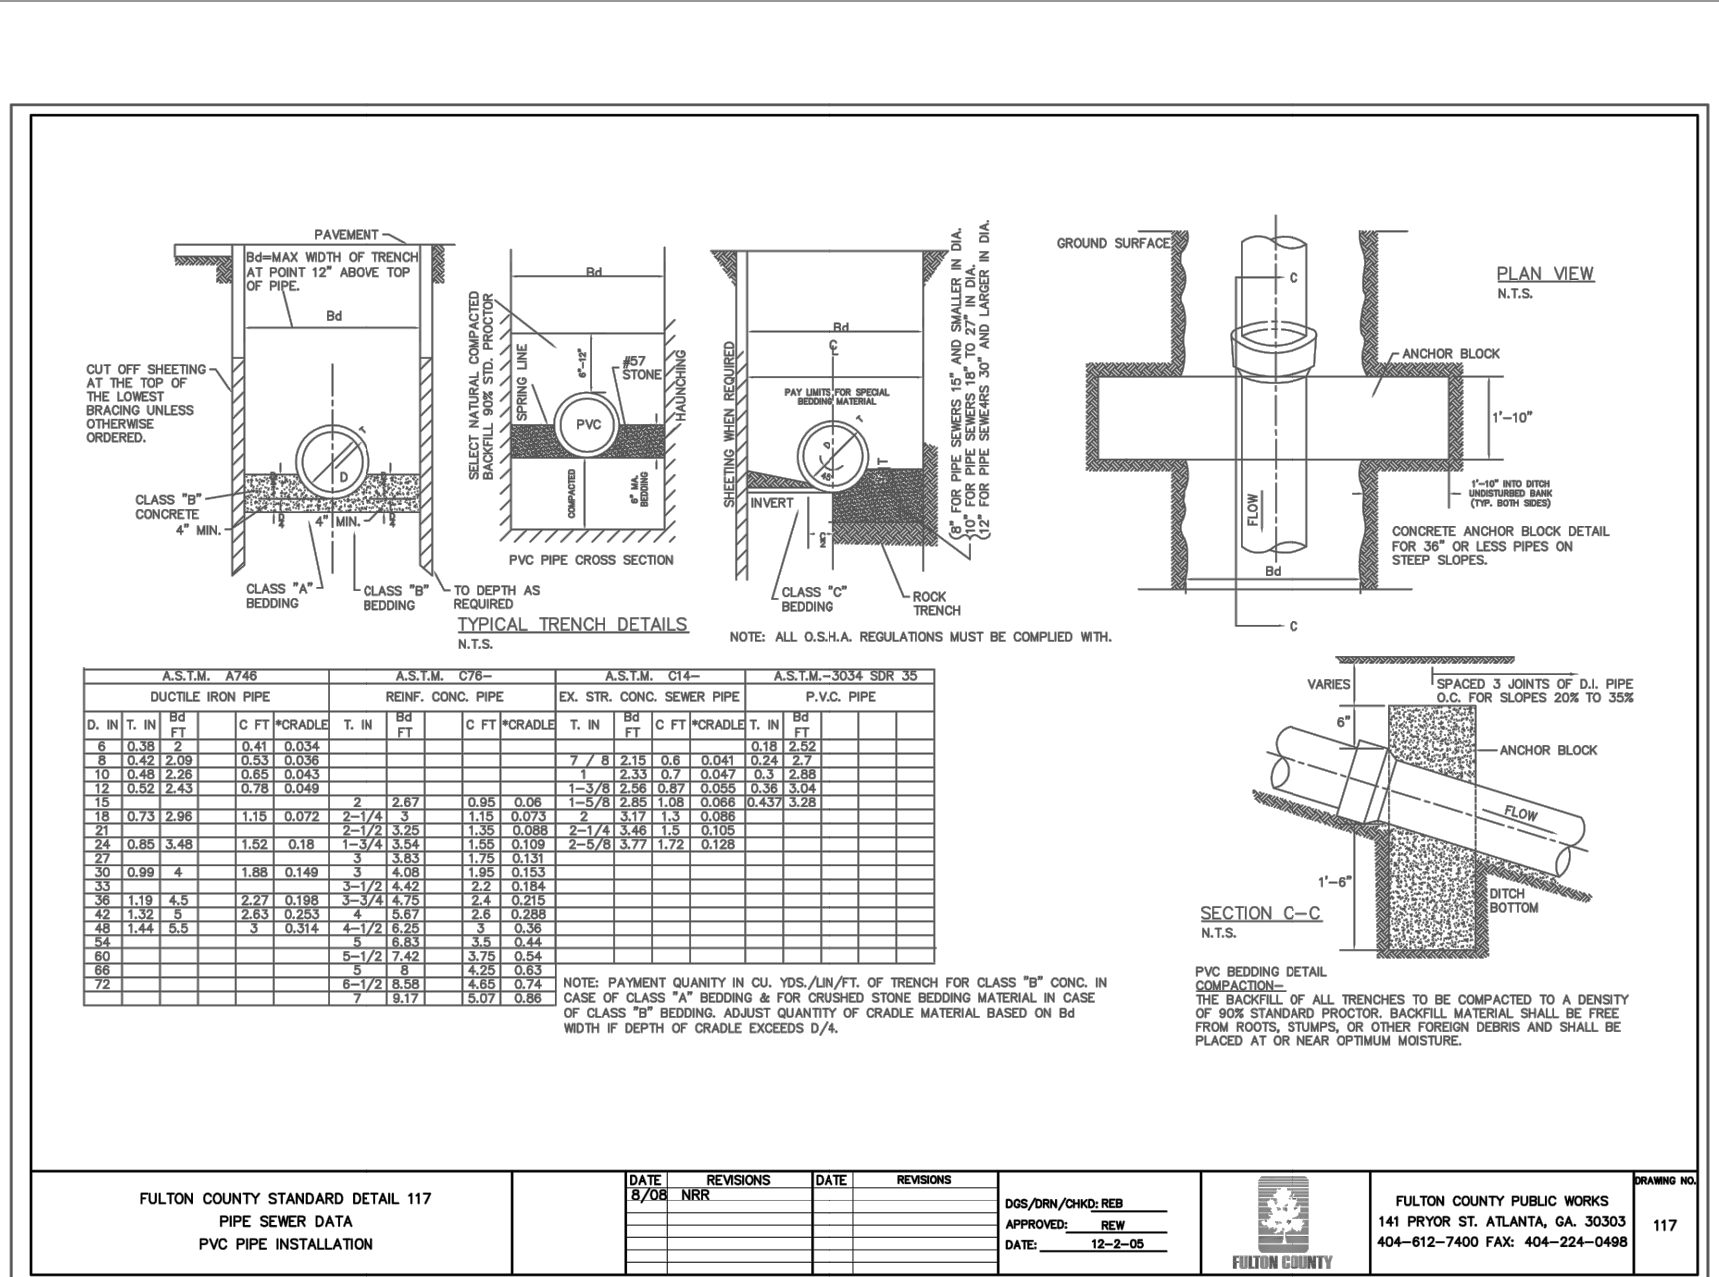 PAVEMENT
Bd=MAX WIDTH OF TRENCH
AT POINT 12" ABOVE TOP
OF PIPE.
Bd
CUT OFF SHEETING
AT THE TOP OF
THE LOWEST
BRACING UNLESS
OTHERWISE
ORDERED.
T
D
CLASS "B"
CONCRETE
4" MIN.
4" MIN.
CLASS "A"
BEDDING
CLASS "B"
BEDDING
TO DEPTH AS
REQUIRED
SELECT NATURAL COMPACTED
BACKFILL 90% STD. PROCTOR
SPRING LINE
Bd
6"-12"
#57
STONE
HAUNCHING
PVC
COMPACTED
6" MA.
BEDDING
PVC PIPE CROSS SECTION
TYPICAL TRENCH DETAILS
N.T.S.
SHEETING WHEN REQUIRED
Bd
PAY LIMITS FOR SPECIAL
BEDDING MATERIAL
T
INVERT
CLASS "C"
BEDDING
ROCK
TRENCH
(8" FOR PIPE SEWERS 15" AND SMALLER IN DIA.
10" FOR PIPE SEWERS 18" TO 27" IN DIA.
(12" FOR PIPE SEWE4RS 30" AND LARGER IN DIA.
NOTE: ALL O.S.H.A. REGULATIONS MUST BE COMPLIED WITH.
GROUND SURFACE
C
PLAN VIEW
N.T.S.
ANCHOR BLOCK
1'-10"
1'-10" INTO DITCH
UNDISTURBED BANK
(TYP. BOTH SIDES)
FLOW
CONCRETE ANCHOR BLOCK DETAIL
FOR 36" OR LESS PIPES ON
STEEP SLOPES.
Bd
C
A.S.T.M. A746 A.S.T.M. C76- A.S.T.M. C14- A.S.T.M.-3034 SDR 35
DUCTILE IRON PIPE REINF. CONC. PIPE EX. STR. CONC. SEWER PIPE P.V.C. PIPE
D. IN T. IN Bd FT C FT *CRADLE T. IN Bd FT C FT *CRADLE T. IN Bd FT C FT *CRADLE T. IN Bd FT
6 0.38 2 0.41 0.034 0.18 2.52
8 0.42 2.09 0.53 0.036 7 / 8 2.15 0.6 0.041 0.24 2.7
10 0.48 2.26 0.65 0.043 1 2.33 0.7 0.047 0.3 2.88
12 0.52 2.43 0.78 0.049 1-3/8 2.56 0.87 0.055 0.36 3.04
15 2 2.67 0.95 0.06 1-5/8 2.85 1.08 0.066 0.437 3.28
18 0.73 2.96 1.15 0.072 2-1/4 3 1.15 0.073 2 3.17 1.3 0.086
21 2-1/2 3.25 1.35 0.088 2-1/4 3.46 1.5 0.105
24 0.85 3.48 1.52 0.18 1-3/4 3.54 1.55 0.109 2-5/8 3.77 1.72 0.128
27 3 3.83 1.75 0.131
30 0.99 4 1.88 0.149 3 4.08 1.95 0.153
33 3-1/2 4.42 2.2 0.184
36 1.19 4.5 2.27 0.198 3-3/4 4.75 2.4 0.215
42 1.32 5 2.63 0.253 4 5.67 2.6 0.288
48 1.44 5.5 3 0.314 4-1/2 6.25 3 0.36
54 5 6.83 3.5 0.44
60 5-1/2 7.42 3.75 0.54
66 5 8 4.25 0.63
72 6-1/2 8.58 4.65 0.74
7 9.17 5.07 0.86
NOTE: PAYMENT QUANITY IN CU. YDS./LIN/FT. OF TRENCH FOR CLASS "B" CONC. IN
CASE OF CLASS "A" BEDDING & FOR CRUSHED STONE BEDDING MATERIAL IN CASE
OF CLASS "B" BEDDING. ADJUST QUANTITY OF CRADLE MATERIAL BASED ON Bd
WIDTH IF DEPTH OF CRADLE EXCEEDS D/4.
VARIES
SPACED 3 JOINTS OF D.I. PIPE
O.C. FOR SLOPES 20% TO 35%
6"
ANCHOR BLOCK
FLOW
1'-6"
DITCH
BOTTOM
SECTION C-C
N.T.S.
PVC BEDDING DETAIL
COMPACTION-
THE BACKFILL OF ALL TRENCHES TO BE COMPACTED TO A DENSITY
OF 90% STANDARD PROCTOR. BACKFILL MATERIAL SHALL BE FREE
FROM ROOTS, STUMPS, OR OTHER FOREIGN DEBRIS AND SHALL BE
PLACED AT OR NEAR OPTIMUM MOISTURE.
FULTON COUNTY STANDARD DETAIL 117
PIPE SEWER DATA
PVC PIPE INSTALLATION
DATE REVISIONS DATE REVISIONS
8/08 NRR
DGS/DRN/CHKD: REB
APPROVED: REW
DATE: 12-2-05
FULTON COUNTY
FULTON COUNTY PUBLIC WORKS
141 PRYOR ST. ATLANTA, GA. 30303
404-612-7400 FAX: 404-224-0498
DRAWING NO.
117